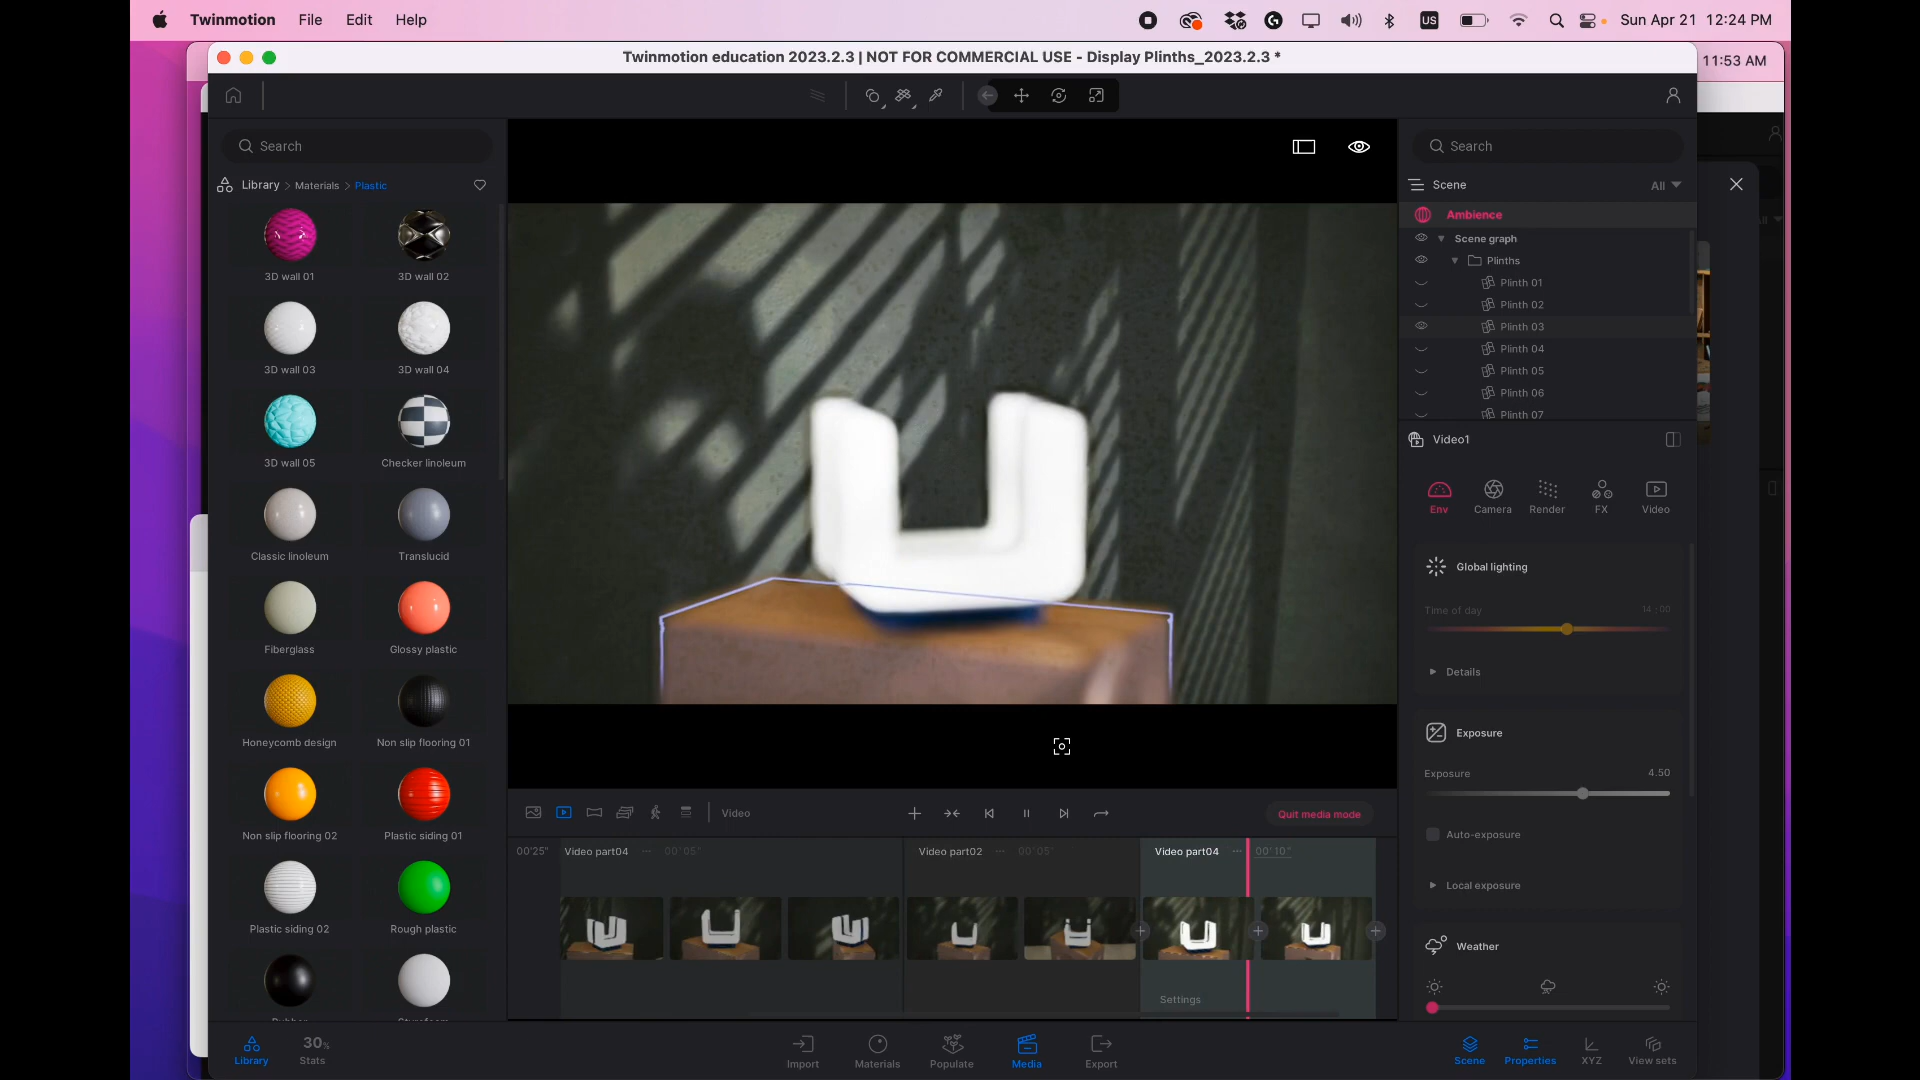 Twinmotion File Edit Help
US Sun Apr 21 12:24 PM
Twinmotion education 2023.2.3 | NOT FOR COMMERCIAL USE - Display Plinths_2023.2.3 *
11:53 AM
Search
Library > Materials > Plastic
3D wall 01
3D wall 02
3D wall 03
3D wall 04
3D wall 05
Checker linoleum
Classic linoleum
Translucid
Fiberglass
Glossy plastic
Honeycomb design
Non slip flooring 01
Non slip flooring 02
Plastic siding 01
Plastic siding 02
Rough plastic
Search
Scene
All
Ambience
Scene graph
Plinths
Plinth 01
Plinth 02
Plinth 03
Plinth 04
Plinth 05
Plinth 06
Plinth 07
Video1
Env Camera Render FX Video
Global lighting
Time of day 14:00
Details
Exposure
Exposure 4.50
Auto-exposure
Local exposure
Weather
Video
Quit media mode
00'25" Video part04 ... 00'05" Video part02 ... 00'05" Video part04 ... 00'10"
Settings
Library
30% Stats
Import Materials Populate Media Export
Scene Properties XYZ View sets